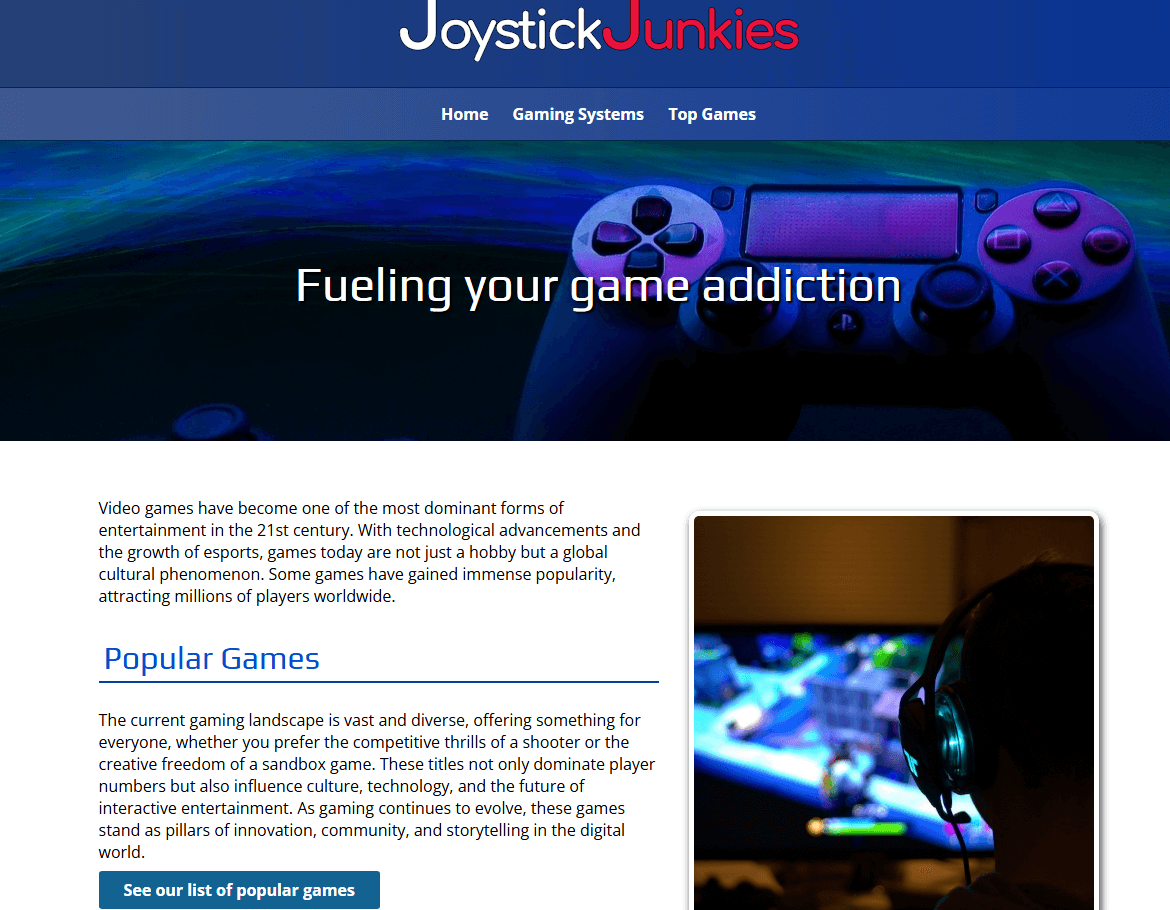 JoystickJunkies
Home Gaming Systems Top Games
Fueling your game addiction
Video games have become one of the most dominant forms of
entertainment in the 21st century. With technological advancements and
the growth of esports, games today are not just a hobby but a global
cultural phenomenon. Some games have gained immense popularity,
attracting millions of players worldwide.
Popular Games
The current gaming landscape is vast and diverse, offering something for
everyone, whether you prefer the competitive thrills of a shooter or the
creative freedom of a sandbox game. These titles not only dominate player
numbers but also influence culture, technology, and the future of
interactive entertainment. As gaming continues to evolve, these games
stand as pillars of innovation, community, and storytelling in the digital
world.
See our list of popular games